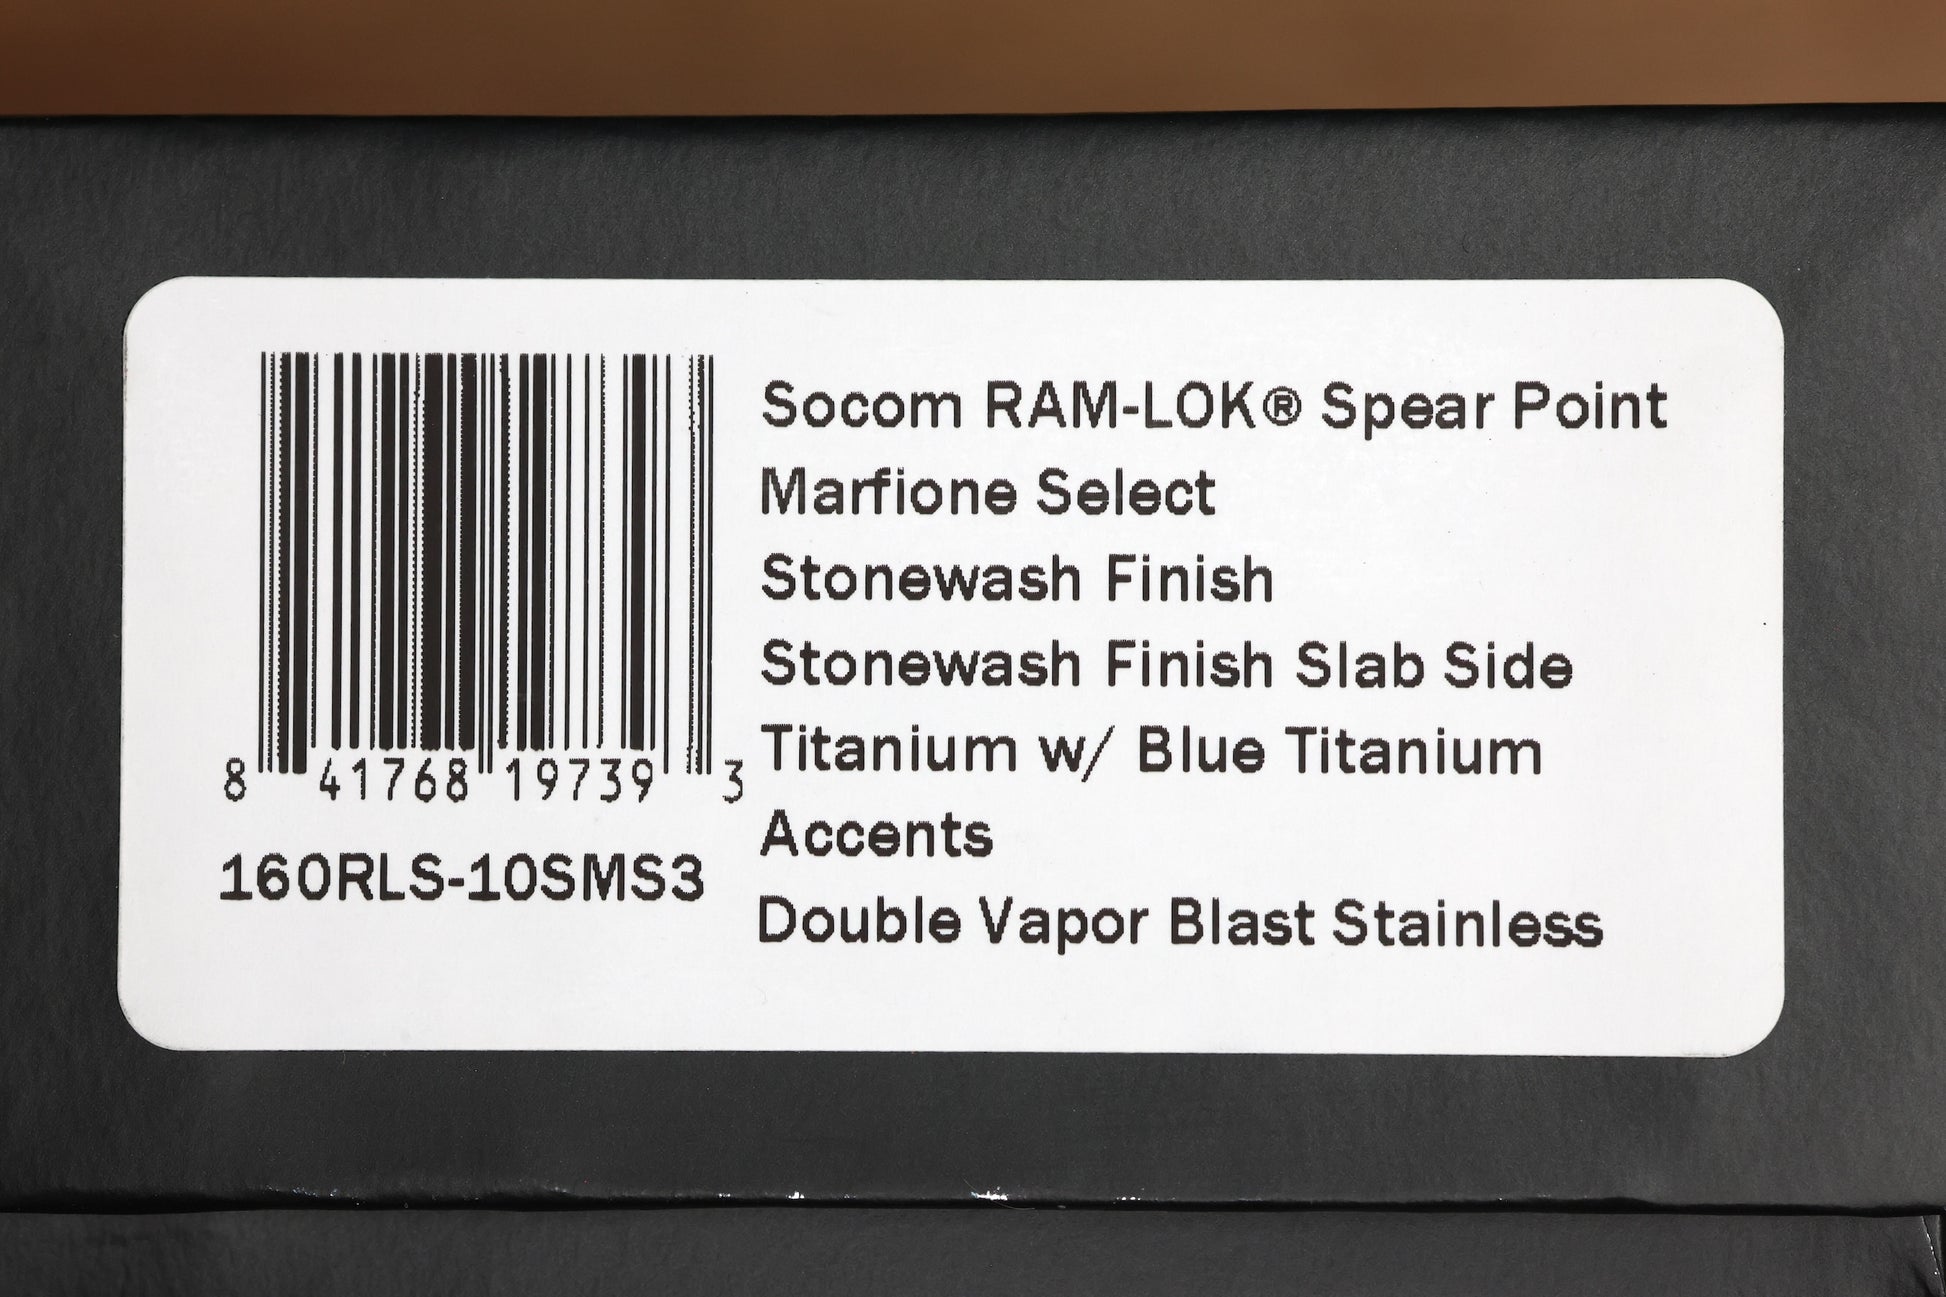 Socom RAM-LOK® Spear Point
Marfione Select
Stonewash Finish
Stonewash Finish Slab Side
Titanium w/ Blue Titanium
Accents
Double Vapor Blast Stainless
8 41768 19739 3
160RLS-10SMS3